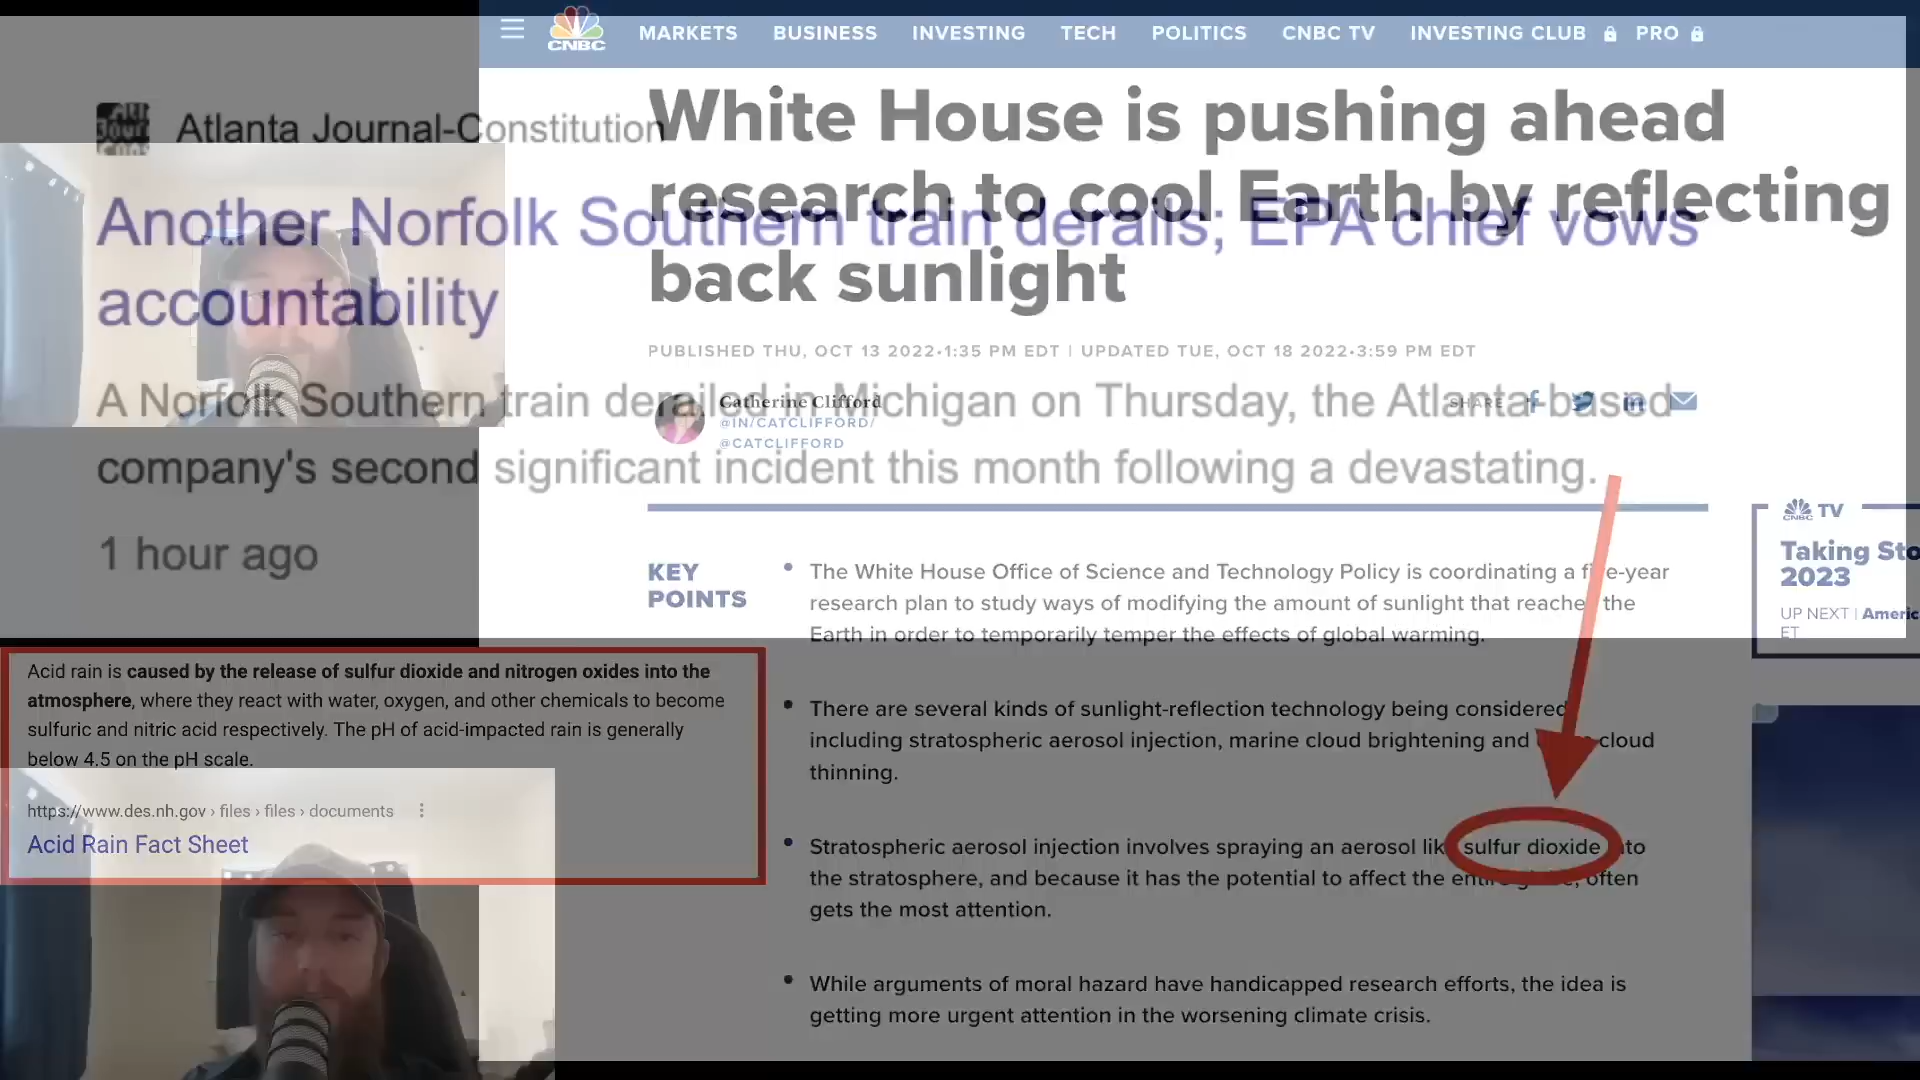 CNBC
MARKETS BUSINESS INVESTING TECH POLITICS CNBC TV INVESTING CLUB PRO
Atlanta Journal-Constitution
Another Norfolk Southern train derails; EPA chief vows
accountability
A Norfolk Southern train derailed in Michigan on Thursday, the Atlanta-based
company's second significant incident this month following a devastating.
1 hour ago
White House is pushing ahead
research to cool Earth by reflecting
back sunlight
PUBLISHED THU, OCT 13 2022•1:35 PM EDT | UPDATED TUE, OCT 18 2022•3:59 PM EDT
Catherine Clifford
@IN/CATCLIFFORD/
@CATCLIFFORD
SHARE
KEY
POINTS
• The White House Office of Science and Technology Policy is coordinating a five-year
research plan to study ways of modifying the amount of sunlight that reaches the
Earth in order to temporarily temper the effects of global warming.
• There are several kinds of sunlight-reflection technology being considered
including stratospheric aerosol injection, marine cloud brightening and cloud
thinning.
• Stratospheric aerosol injection involves spraying an aerosol like sulfur dioxide into
the stratosphere, and because it has the potential to affect the entire globe, often
gets the most attention.
• While arguments of moral hazard have handicapped research efforts, the idea is
getting more urgent attention in the worsening climate crisis.
CNBC TV
Taking Sto
2023
UP NEXT | Americ
ET
Acid rain is caused by the release of sulfur dioxide and nitrogen oxides into the
atmosphere, where they react with water, oxygen, and other chemicals to become
sulfuric and nitric acid respectively. The pH of acid-impacted rain is generally
below 4.5 on the pH scale.
https://www.des.nh.gov › files › files › documents
Acid Rain Fact Sheet